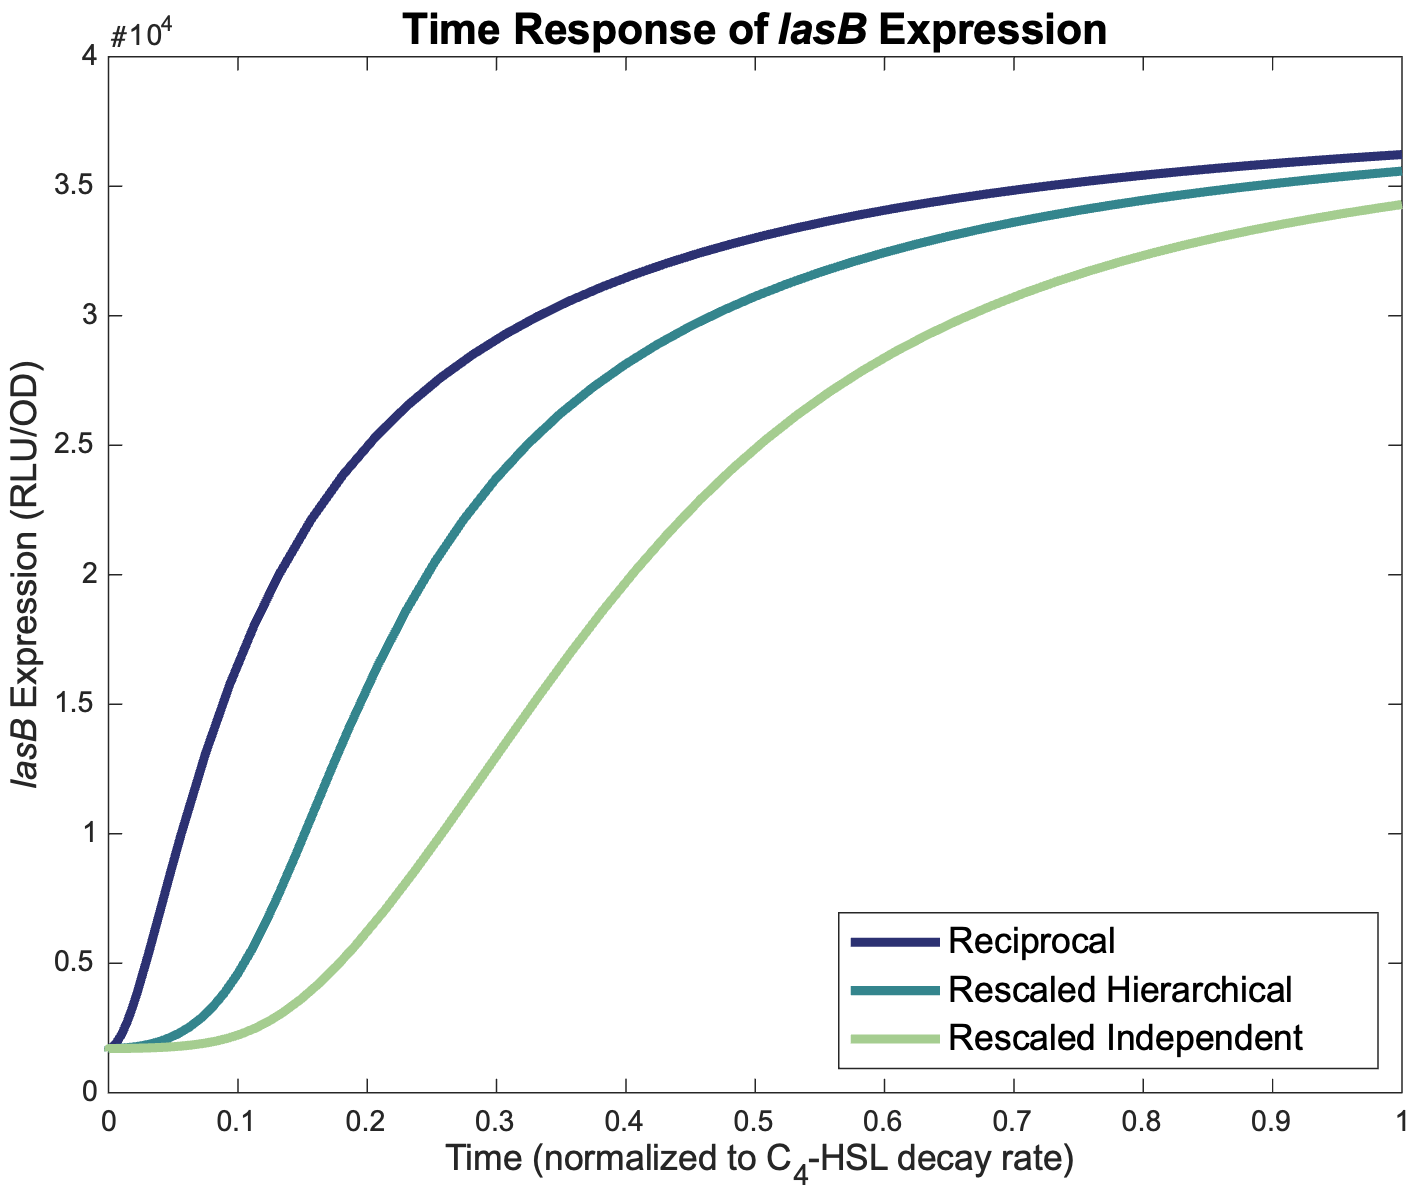 Time Response of lasB Expression
#10⁴
4
3.5
3
2.5
2
1.5
1
0.5
0
lasB Expression (RLU/OD)
0 0.1 0.2 0.3 0.4 0.5 0.6 0.7 0.8 0.9 1
Time (normalized to C₄-HSL decay rate)
Reciprocal
Rescaled Hierarchical
Rescaled Independent